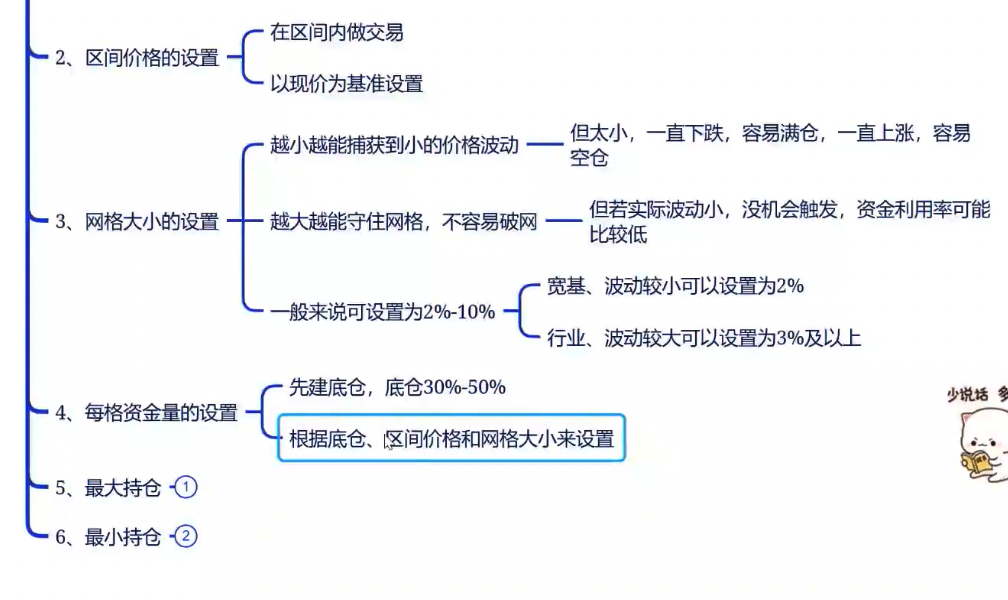 2、区间价格的设置
在区间内做交易
以现价为基准设置
3、网格大小的设置
越小越能捕获到小的价格波动
但太小，一直下跌，容易满仓，一直上涨，容易
空仓
越大越能守住网格，不容易破网
但若实际波动小，没机会触发，资金利用率可能
比较低
一般来说可设置为2%-10%
宽基、波动较小可以设置为2%
行业、波动较大可以设置为3%及以上
4、每格资金量的设置
先建底仓，底仓30%-50%
根据底仓、区间价格和网格大小来设置
5、最大持仓 1
6、最小持仓 2
少说话